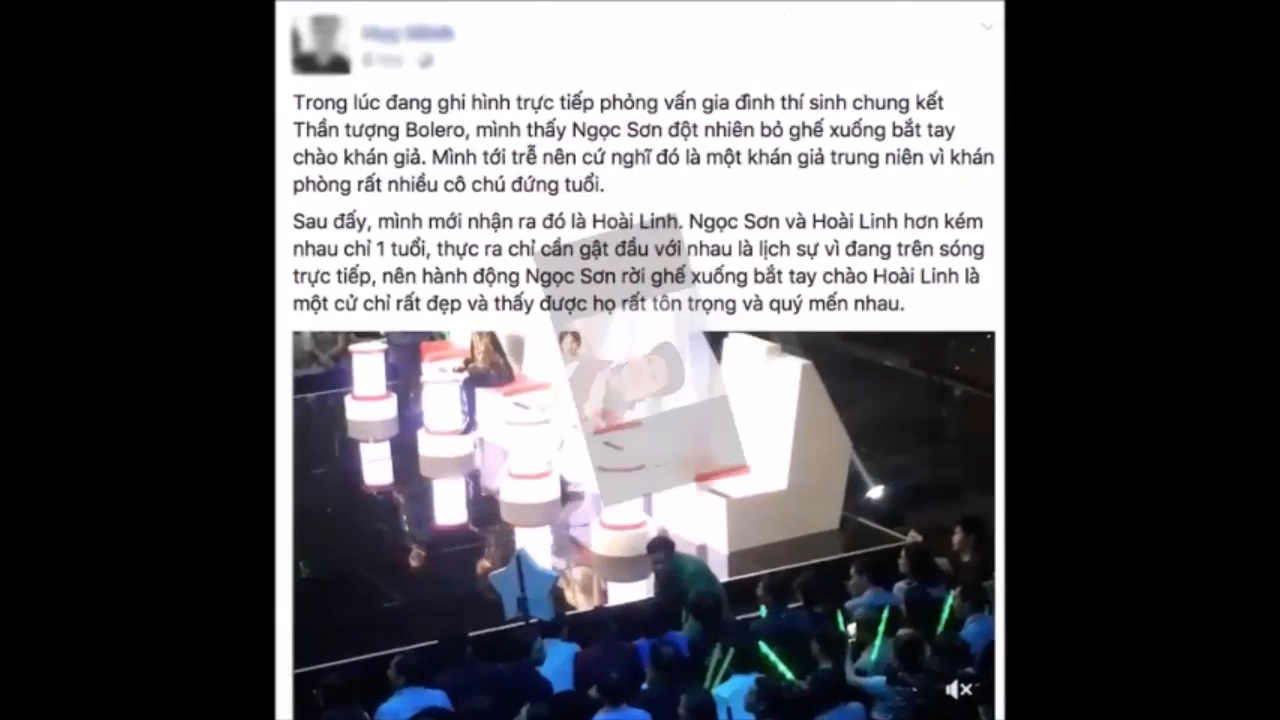 Trong lúc đang ghi hình trực tiếp phỏng vấn gia đình thí sinh chung kết
Thần tượng Bolero, mình thấy Ngọc Sơn đột nhiên bỏ ghế xuống bắt tay
chào khán giả. Mình tới trễ nên cứ nghĩ đó là một khán giả trung niên vì khán
phòng rất nhiều cô chú đứng tuổi.
Sau đấy, mình mới nhận ra đó là Hoài Linh. Ngọc Sơn và Hoài Linh hơn kém
nhau chỉ 1 tuổi, thực ra chỉ cần gật đầu với nhau là lịch sự vì đang trên sóng
trực tiếp, nên hành động Ngọc Sơn rời ghế xuống bắt tay chào Hoài Linh là
một cử chỉ rất đẹp và thấy được họ rất tôn trọng và quý mến nhau.